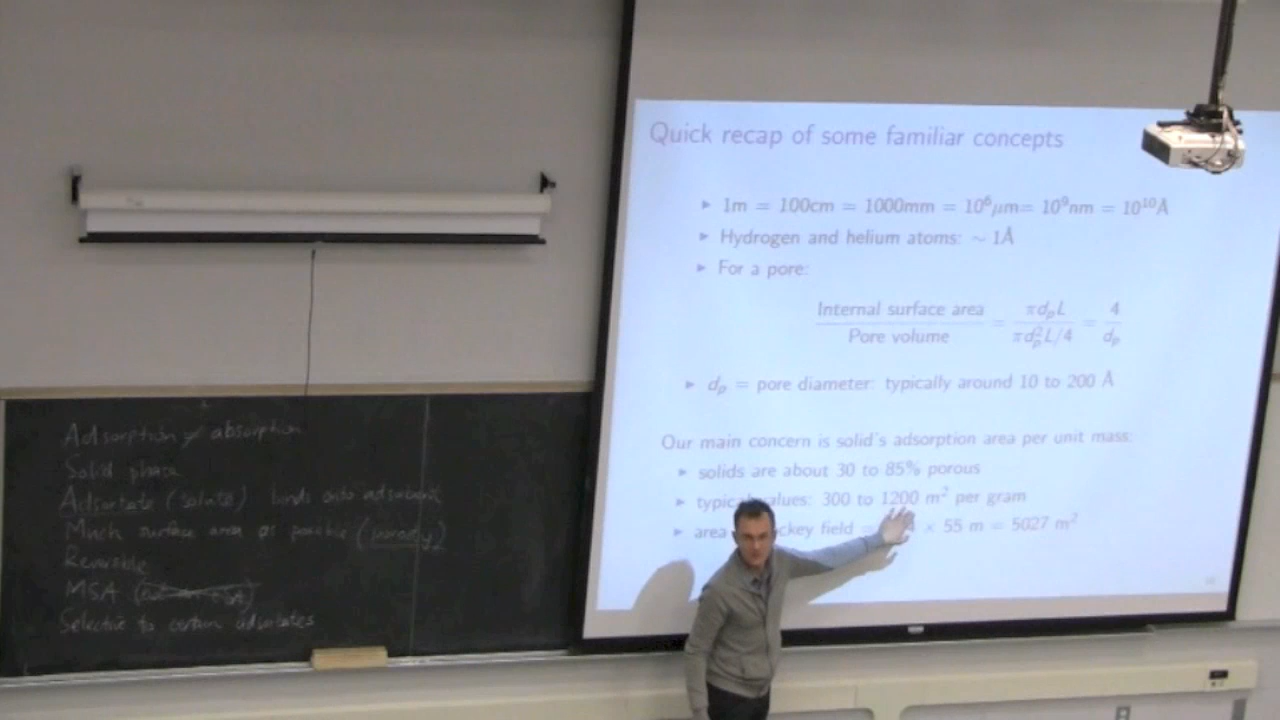 Quick recap of some familiar concepts
▸ 1m = 100cm = 1000mm = 10⁶μm= 10⁹nm = 10¹⁰Å
▸ Hydrogen and helium atoms: ∼ 1Å
▸ For a pore:
Internal surface area / Pore volume = πd_pL / πd_p²L/4 = 4 / d_p
▸ d_p = pore diameter: typically around 10 to 200 Å
Our main concern is solid's adsorption area per unit mass:
▸ solids are about 30 to 85% porous
▸ typical values: 300 to 1200 m² per gram
▸ area ckey field = × 55 m = 5027 m²
Adsorption ≠ absorption
Solid phase
Adsorbate (solute) binds onto adsorbent
Much surface area as possible (porosity)
Reversible
MSA
Selective to certain adsorbates